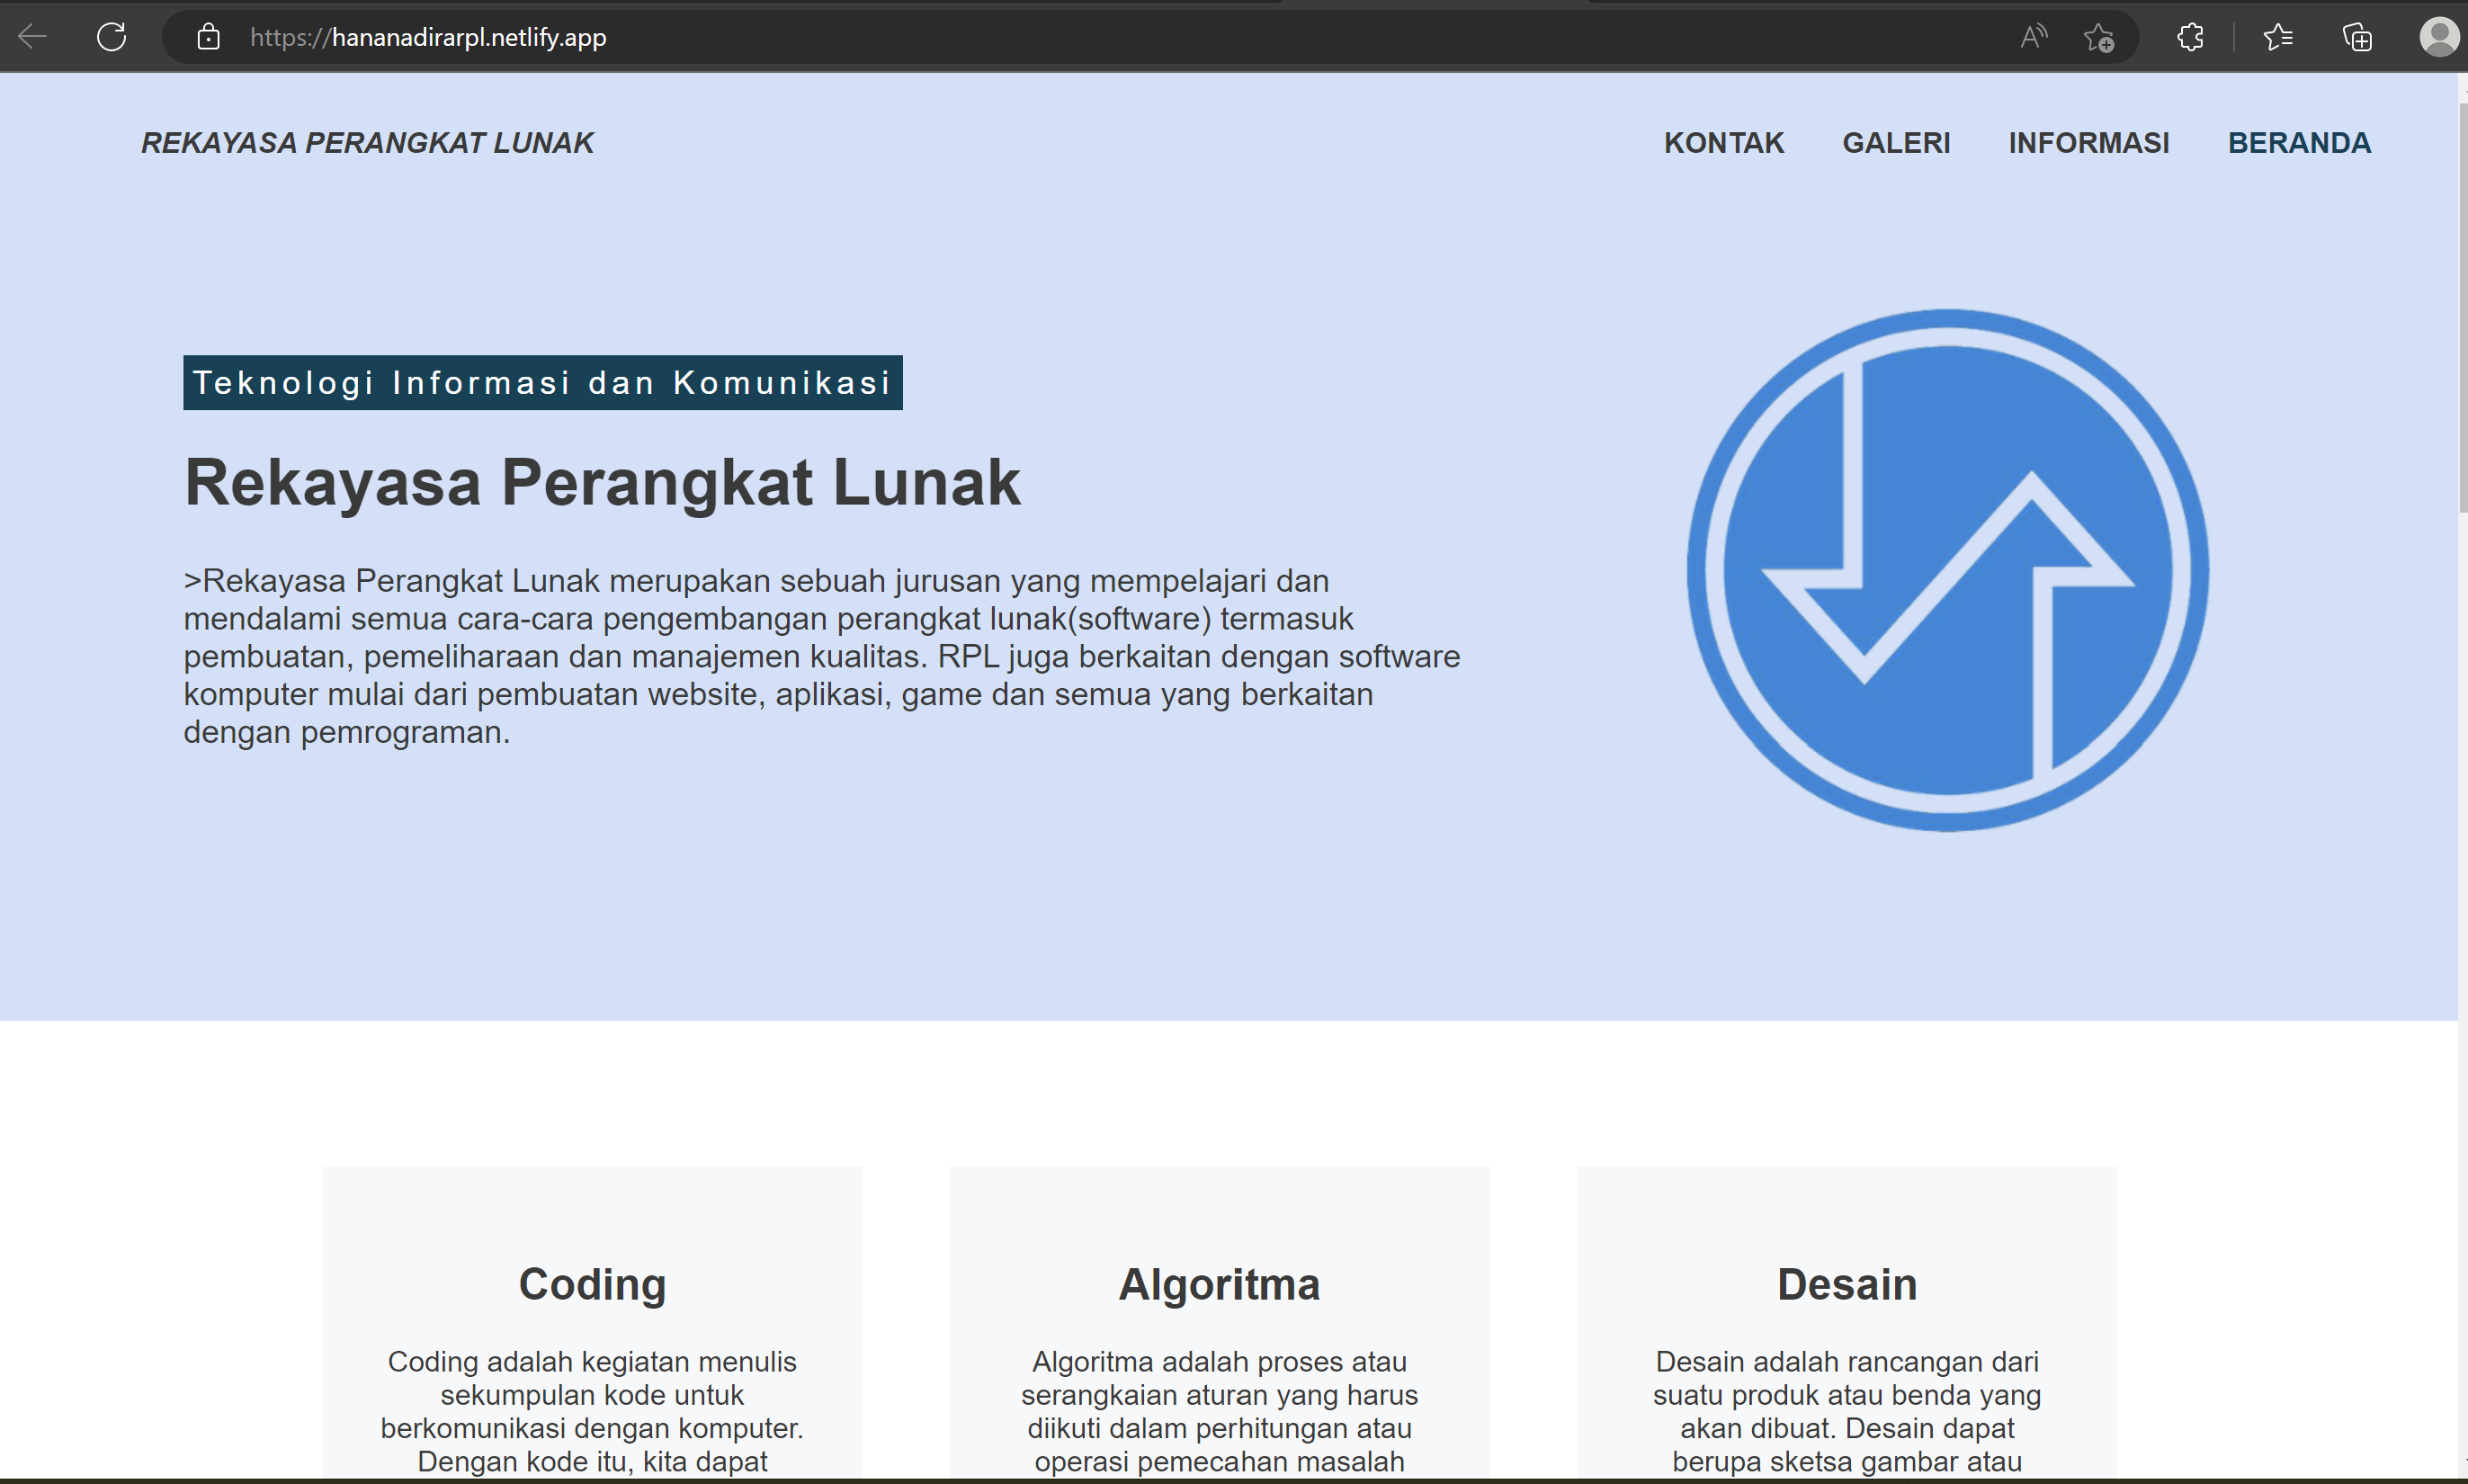 https://hananadirarpl.netlify.app
REKAYASA PERANGKAT LUNAK
KONTAK GALERI INFORMASI BERANDA
Teknologi Informasi dan Komunikasi
Rekayasa Perangkat Lunak
>Rekayasa Perangkat Lunak merupakan sebuah jurusan yang mempelajari dan
mendalami semua cara-cara pengembangan perangkat lunak(software) termasuk
pembuatan, pemeliharaan dan manajemen kualitas. RPL juga berkaitan dengan software
komputer mulai dari pembuatan website, aplikasi, game dan semua yang berkaitan
dengan pemrograman.
Coding
Coding adalah kegiatan menulis
sekumpulan kode untuk
berkomunikasi dengan komputer.
Dengan kode itu, kita dapat
Algoritma
Algoritma adalah proses atau
serangkaian aturan yang harus
diikuti dalam perhitungan atau
operasi pemecahan masalah
Desain
Desain adalah rancangan dari
suatu produk atau benda yang
akan dibuat. Desain dapat
berupa sketsa gambar atau